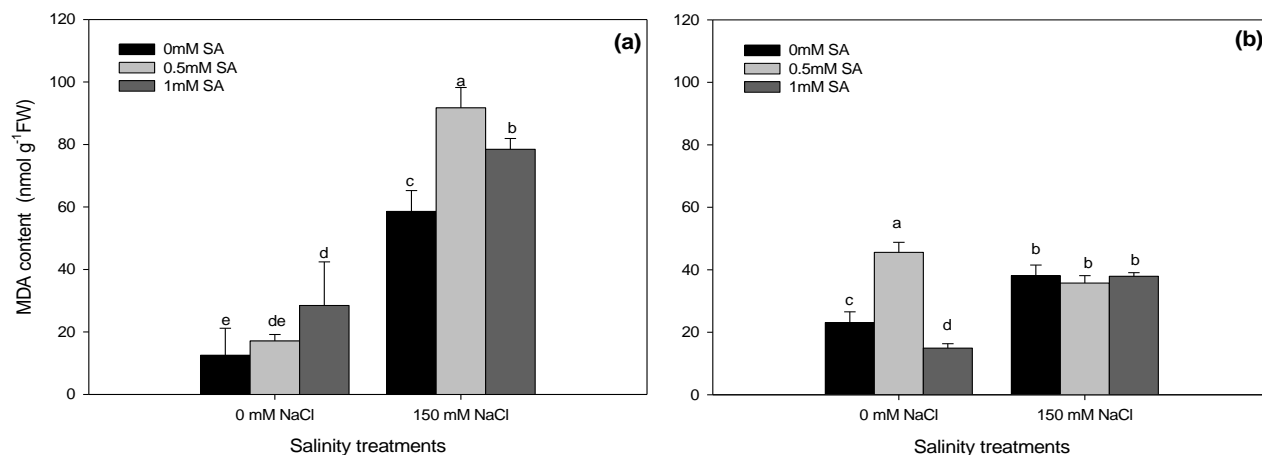 120
100
80
60
40
20
0
MDA content (nmol g⁻¹FW)
0mM SA
0.5mM SA
1mM SA
(a)
e
de
d
c
a
b
0 mM NaCl
150 mM NaCl
Salinity treatments
120
100
80
60
40
20
0
0mM SA
0.5mM SA
1mM SA
(b)
c
a
d
b
b
b
0 mM NaCl
150 mM NaCl
Salinity treatments